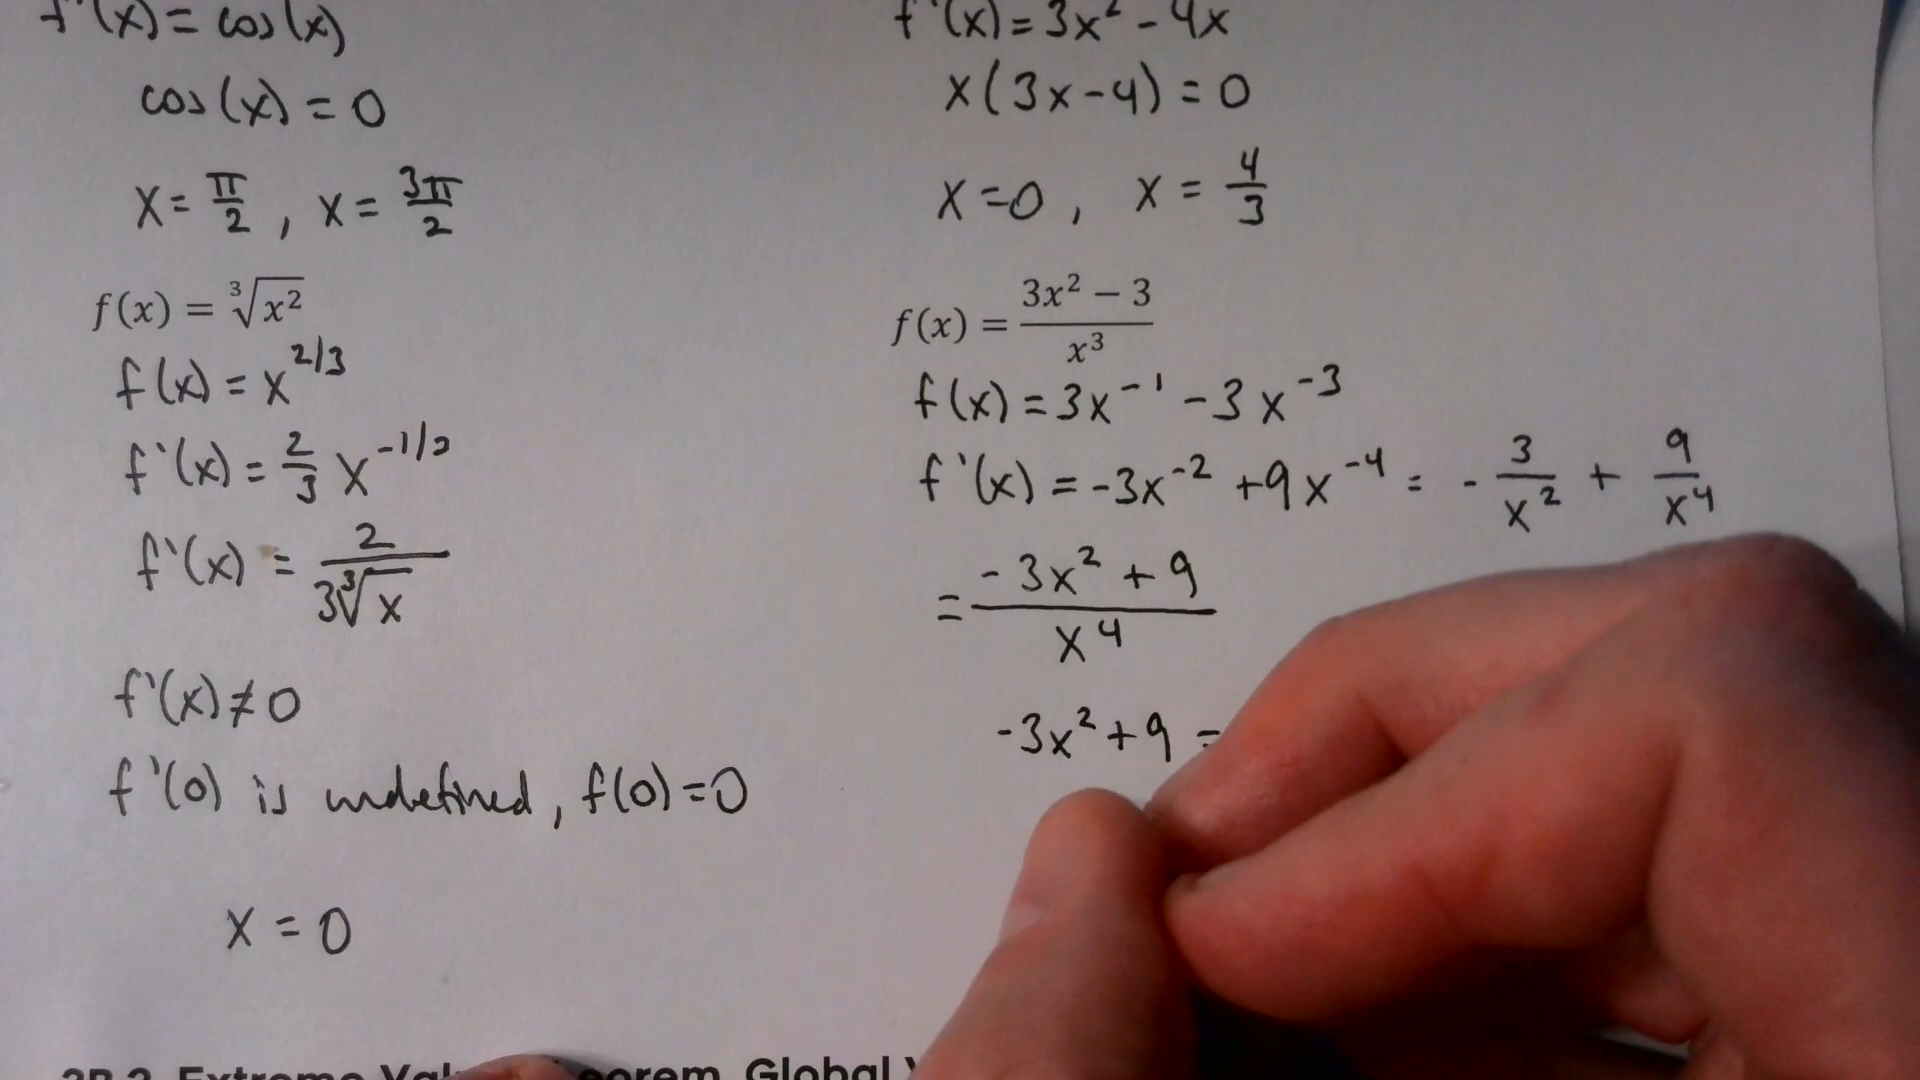 f'(x) = cos(x)
cos(x) = 0
x = π/2 , x = 3π/2
f(x) = ∛x²
f(x) = x^2/3
f'(x) = 2/3 x^-1/3
f'(x) = 2/(3∛x)
f'(x) ≠ 0
f'(0) is undefined, f(0) = 0
x = 0
f'(x) = 3x² - 4x
x(3x-4) = 0
x = 0 , x = 4/3
f(x) = (3x² − 3)/x³
f(x) = 3x⁻¹ - 3x⁻³
f'(x) = -3x⁻² + 9x⁻⁴ = - 3/x² + 9/x⁴
= (-3x² + 9)/x⁴
-3x² + 9 =
Extreme Global